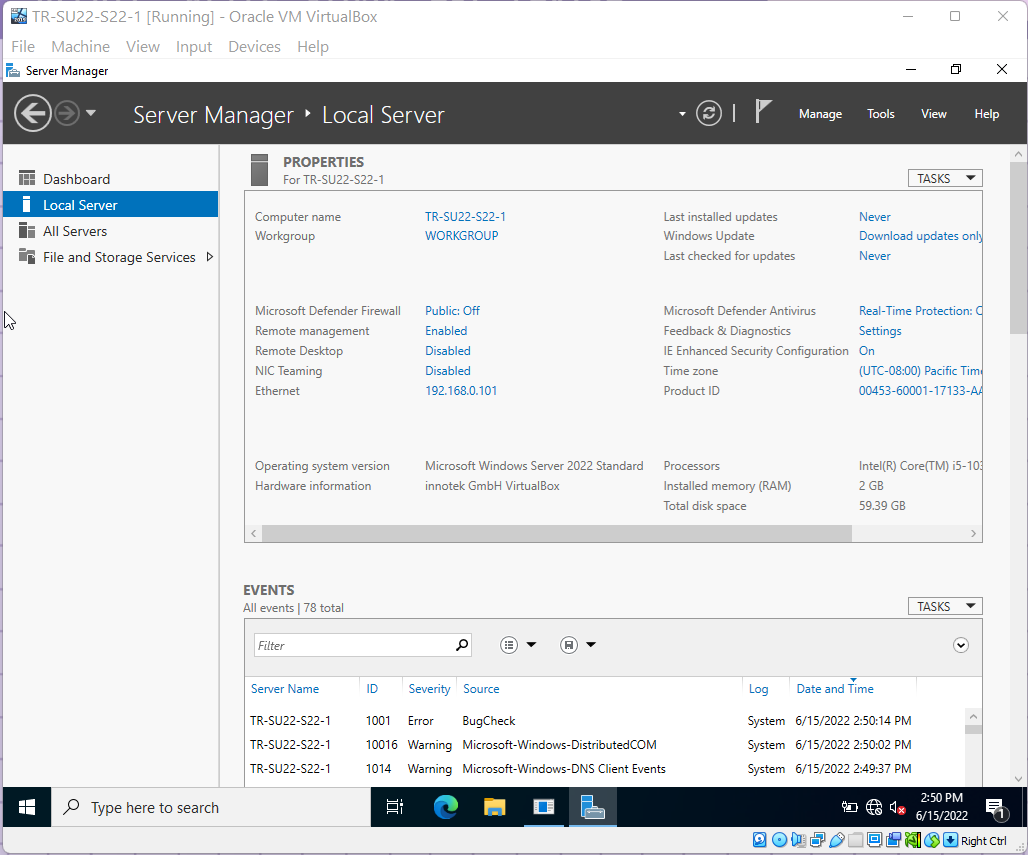 TR-SU22-S22-1 [Running] - Oracle VM VirtualBox
File Machine View Input Devices Help
Server Manager
Server Manager Local Server
Manage Tools View Help
Dashboard
Local Server
All Servers
File and Storage Services
PROPERTIES
For TR-SU22-S22-1
TASKS
Computer name TR-SU22-S22-1 Last installed updates Never
Workgroup WORKGROUP Windows Update Download updates only
Last checked for updates Never
Microsoft Defender Firewall Public: Off Microsoft Defender Antivirus Real-Time Protection:
Remote management Enabled Feedback & Diagnostics Settings
Remote Desktop Disabled IE Enhanced Security Configuration On
NIC Teaming Disabled Time zone (UTC-08:00) Pacific Time
Ethernet 192.168.0.101 Product ID 00453-60001-17133-AA
Operating system version Microsoft Windows Server 2022 Standard Processors Intel(R) Core(TM) i5-103
Hardware information innotek GmbH VirtualBox Installed memory (RAM) 2 GB
Total disk space 59.39 GB
EVENTS
All events | 78 total
TASKS
Filter
Server Name ID Severity Source Log Date and Time
TR-SU22-S22-1 1001 Error BugCheck System 6/15/2022 2:50:14 PM
TR-SU22-S22-1 10016 Warning Microsoft-Windows-DistributedCOM System 6/15/2022 2:50:02 PM
TR-SU22-S22-1 1014 Warning Microsoft-Windows-DNS Client Events System 6/15/2022 2:49:37 PM
Type here to search
2:50 PM
6/15/2022
1
Right Ctrl